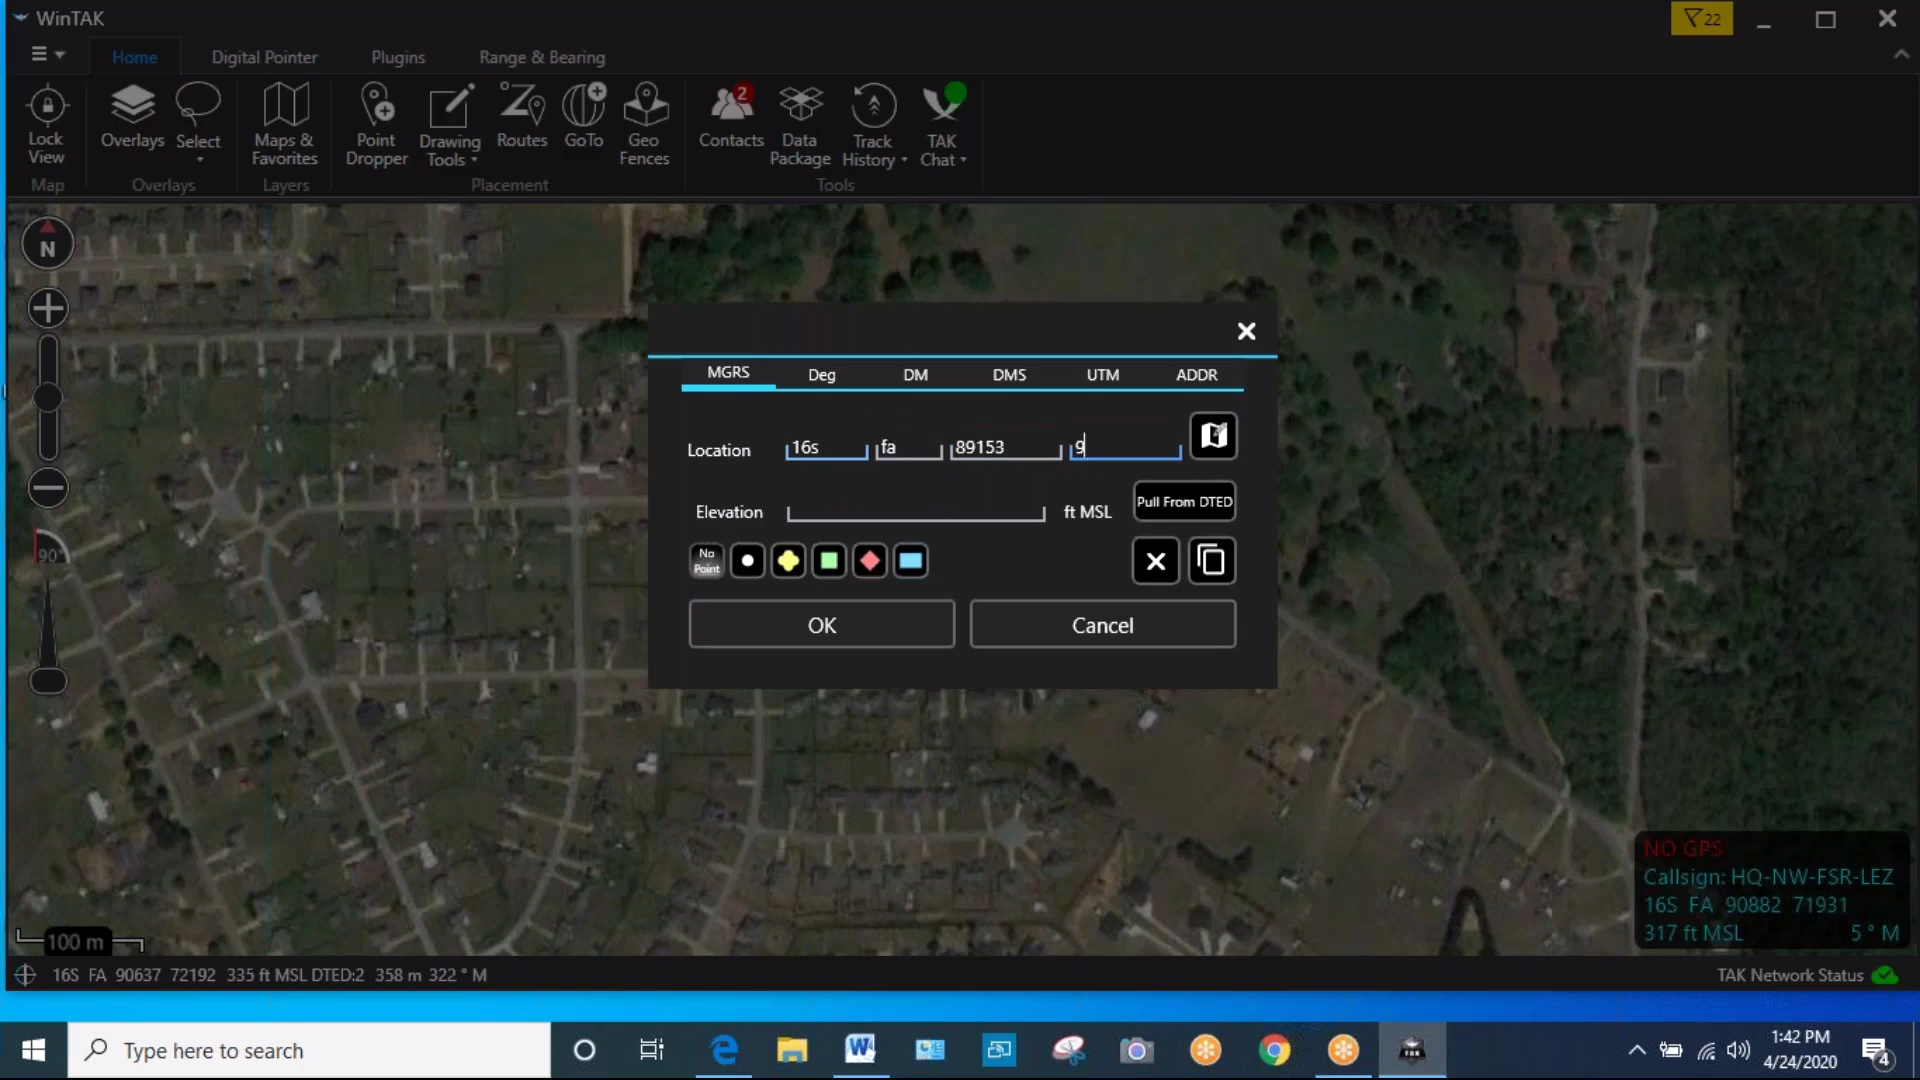 WinTAK
22
Home Digital Pointer Plugins Range & Bearing
Lock View
Overlays
Select
Maps & Favorites
Point Dropper
Drawing Tools
Routes
GoTo
Geo Fences
2
Contacts
Data Package
Track History
TAK Chat
Map Overlays Layers Placement Tools
N
90°
MGRS Deg DM DMS UTM ADDR
Location 16s fa 89153 9
Elevation ft MSL Pull From DTED
No Point
OK Cancel
NO GPS
Callsign: HQ-NW-FSR-LEZ
16S FA 90882 71931
317 ft MSL 5 ° M
100 m
16S FA 90637 72192 335 ft MSL DTED:2 358 m 322 ° M
TAK Network Status
Type here to search
1:42 PM
4/24/2020
4